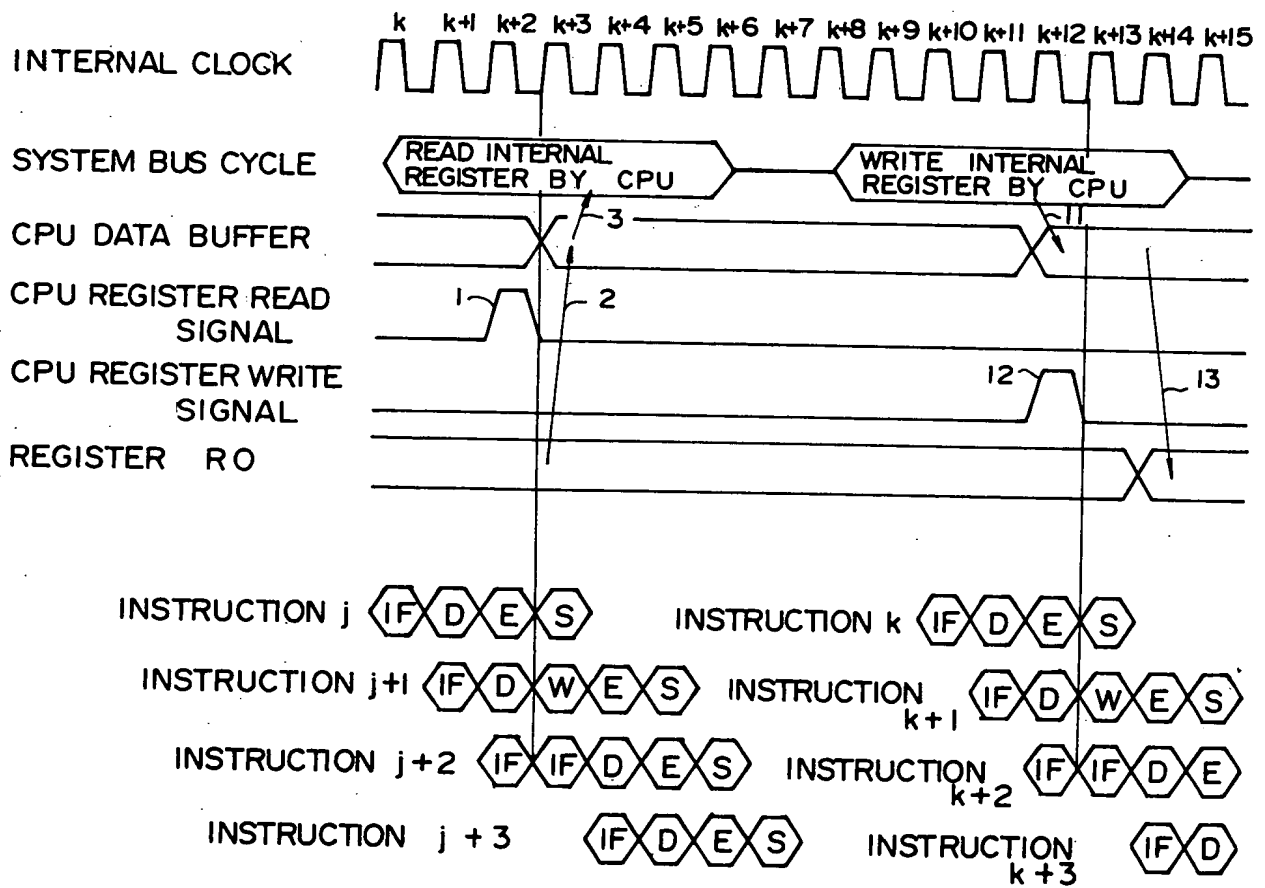 k k+1 k+2 k+3 k+4 k+5 k+6 k+7 k+8 k+9 k+10 k+11 k+12 k+13 k+14 k+15
INTERNAL CLOCK
SYSTEM BUS CYCLE
READ INTERNAL
REGISTER BY CPU
WRITE INTERNAL
REGISTER BY CPU
3
11
CPU DATA BUFFER
CPU REGISTER READ
SIGNAL
1
2
CPU REGISTER WRITE
SIGNAL
12
13
REGISTER RO
INSTRUCTION j IF D E S
INSTRUCTION k IF D E S
INSTRUCTION j+1 IF D W E S
INSTRUCTION
k+1
IF D W E S
INSTRUCTION j+2 IF IF D E S
INSTRUCTION
k+2
IF IF D E
INSTRUCTION j+3 IF D E S
INSTRUCTION
k+3
IF D